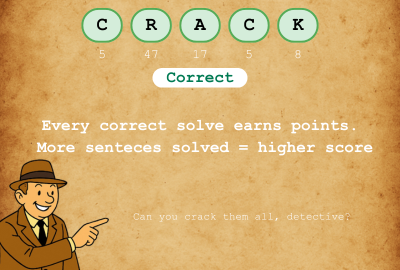 C R A C K
5 47 17 5 8
Correct
Every correct solve earns points.
More senteces solved = higher score
Can you crack them all, detective?